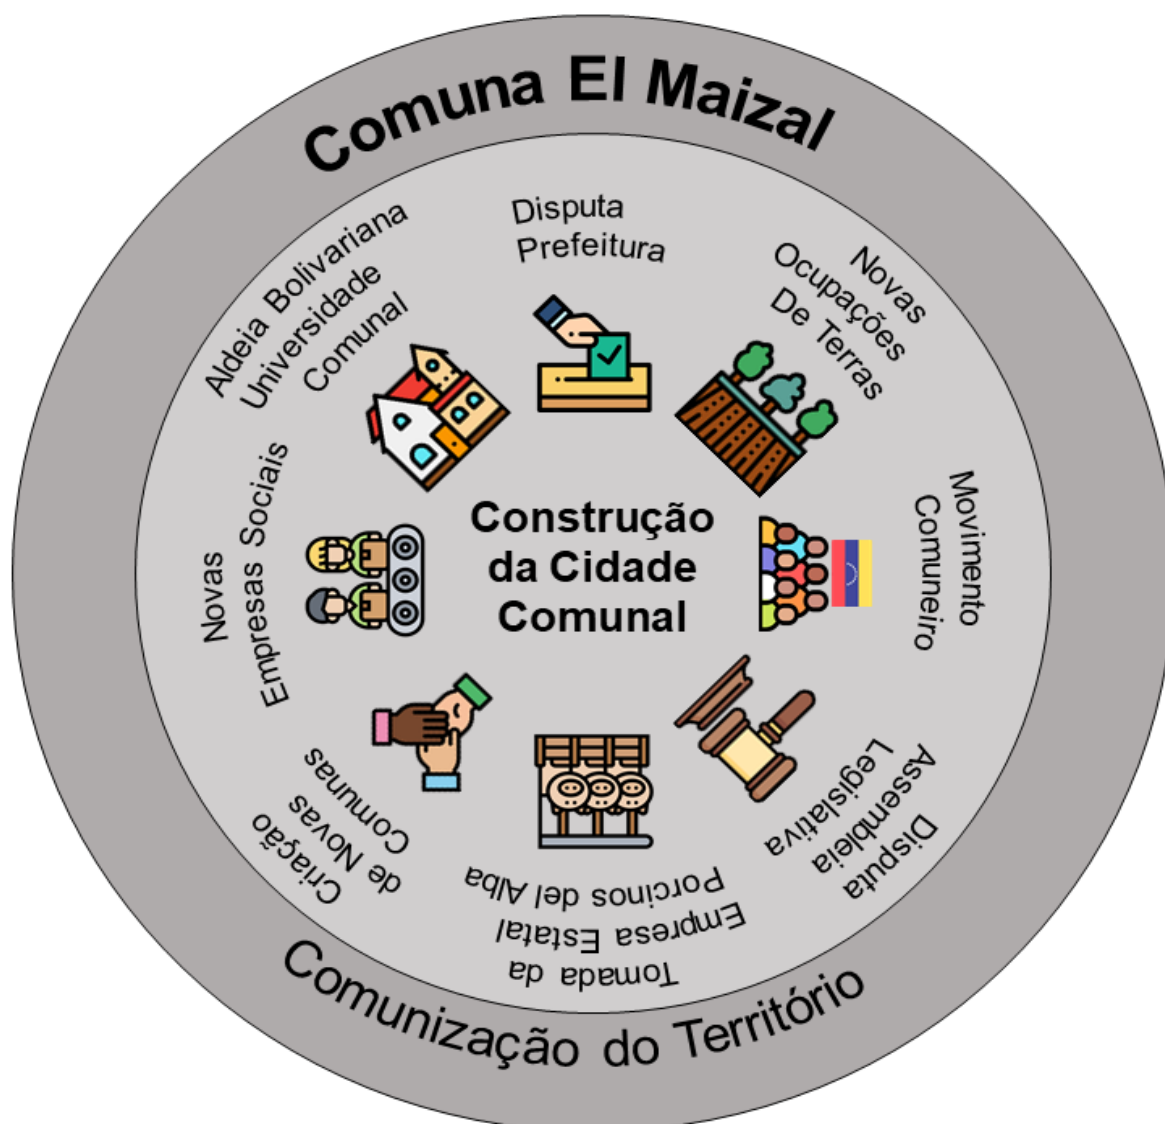 Comuna El Maizal
Disputa
Prefeitura
Novas
Ocupações
De Terras
Movimento
Comuneiro
Disputa
Assembleia
Legislativa
Tomada da
Empresa Estatal
Porcinos del Alba
Criação
de Novas
Comunas
Novas
Empresas Sociais
Aldeia Bolivariana
Universidade
Comunal
Construção
da Cidade
Comunal
Comunização do Território